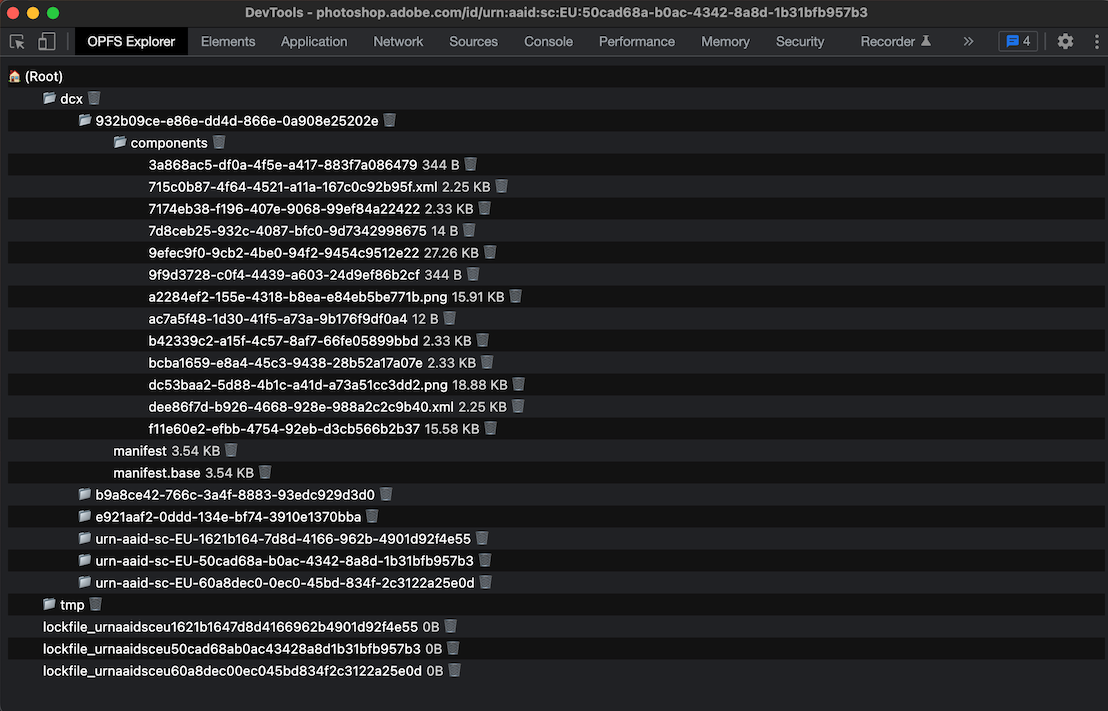 DevTools - photoshop.adobe.com/id/urn:aaid:sc:EU:50cad68a-b0ac-4342-8a8d-1b31bfb957b3
OPFS Explorer Elements Application Network Sources Console Performance Memory Security Recorder 4
(Root)
dcx
932b09ce-e86e-dd4d-866e-0a908e25202e
components
3a868ac5-df0a-4f5e-a417-883f7a086479 344 B
715c0b87-4f64-4521-a11a-167c0c92b95f.xml 2.25 KB
7174eb38-f196-407e-9068-99ef84a22422 2.33 KB
7d8ceb25-932c-4087-bfc0-9d7342998675 14 B
9efec9f0-9cb2-4be0-94f2-9454c9512e22 27.26 KB
9f9d3728-c0f4-4439-a603-24d9ef86b2cf 344 B
a2284ef2-155e-4318-b8ea-e84eb5be771b.png 15.91 KB
ac7a5f48-1d30-41f5-a73a-9b176f9df0a4 12 B
b42339c2-a15f-4c57-8af7-66fe05899bbd 2.33 KB
bcba1659-e8a4-45c3-9438-28b52a17a07e 2.33 KB
dc53baa2-5d88-4b1c-a41d-a73a51cc3dd2.png 18.88 KB
dee86f7d-b926-4668-928e-988a2c2c9b40.xml 2.25 KB
f11e60e2-efbb-4754-92eb-d3cb566b2b37 15.58 KB
manifest 3.54 KB
manifest.base 3.54 KB
b9a8ce42-766c-3a4f-8883-93edc929d3d0
e921aaf2-0ddd-134e-bf74-3910e1370bba
urn-aaid-sc-EU-1621b164-7d8d-4166-962b-4901d92f4e55
urn-aaid-sc-EU-50cad68a-b0ac-4342-8a8d-1b31bfb957b3
urn-aaid-sc-EU-60a8dec0-0ec0-45bd-834f-2c3122a25e0d
tmp
lockfile_urnaaidsceu1621b1647d8d4166962b4901d92f4e55 0B
lockfile_urnaaidsceu50cad68ab0ac43428a8d1b31bfb957b3 0B
lockfile_urnaaidsceu60a8dec00ec045bd834f2c3122a25e0d 0B